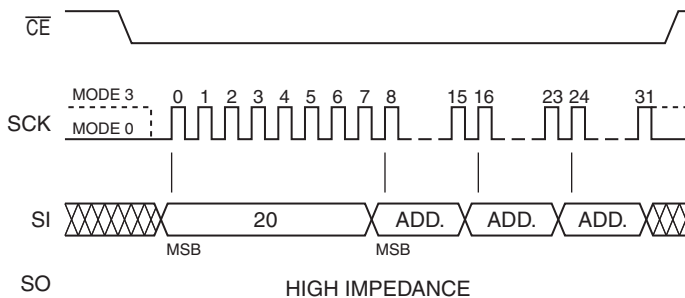 CE
MODE 3
0 1 2 3 4 5 6 7 8 15 16 23 24 31
SCK
MODE 0
SI
20 ADD. ADD. ADD.
MSB MSB
SO
HIGH IMPEDANCE